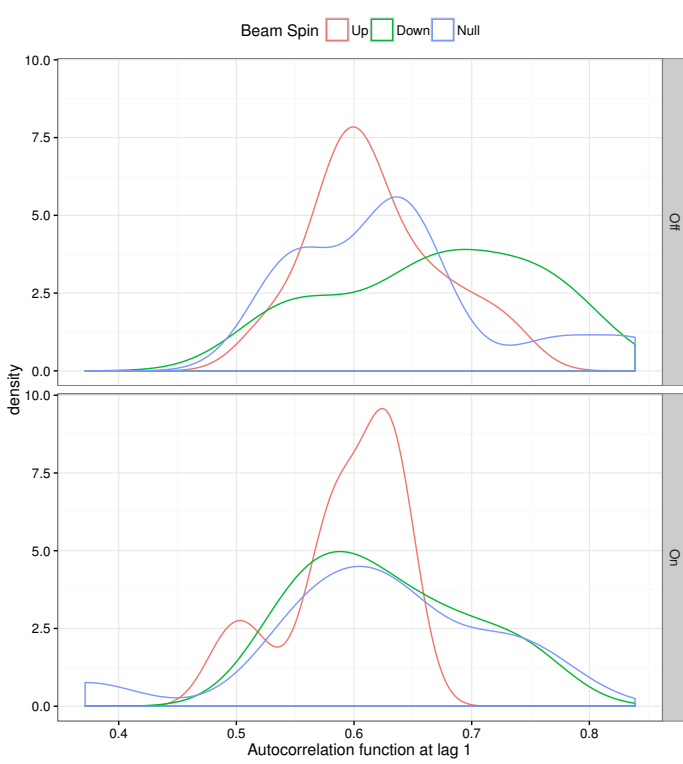 Beam Spin Up Down Null
10.0
7.5
5.0
2.5
0.0
Off
density
10.0
7.5
5.0
2.5
0.0
On
0.4 0.5 0.6 0.7 0.8
Autocorrelation function at lag 1